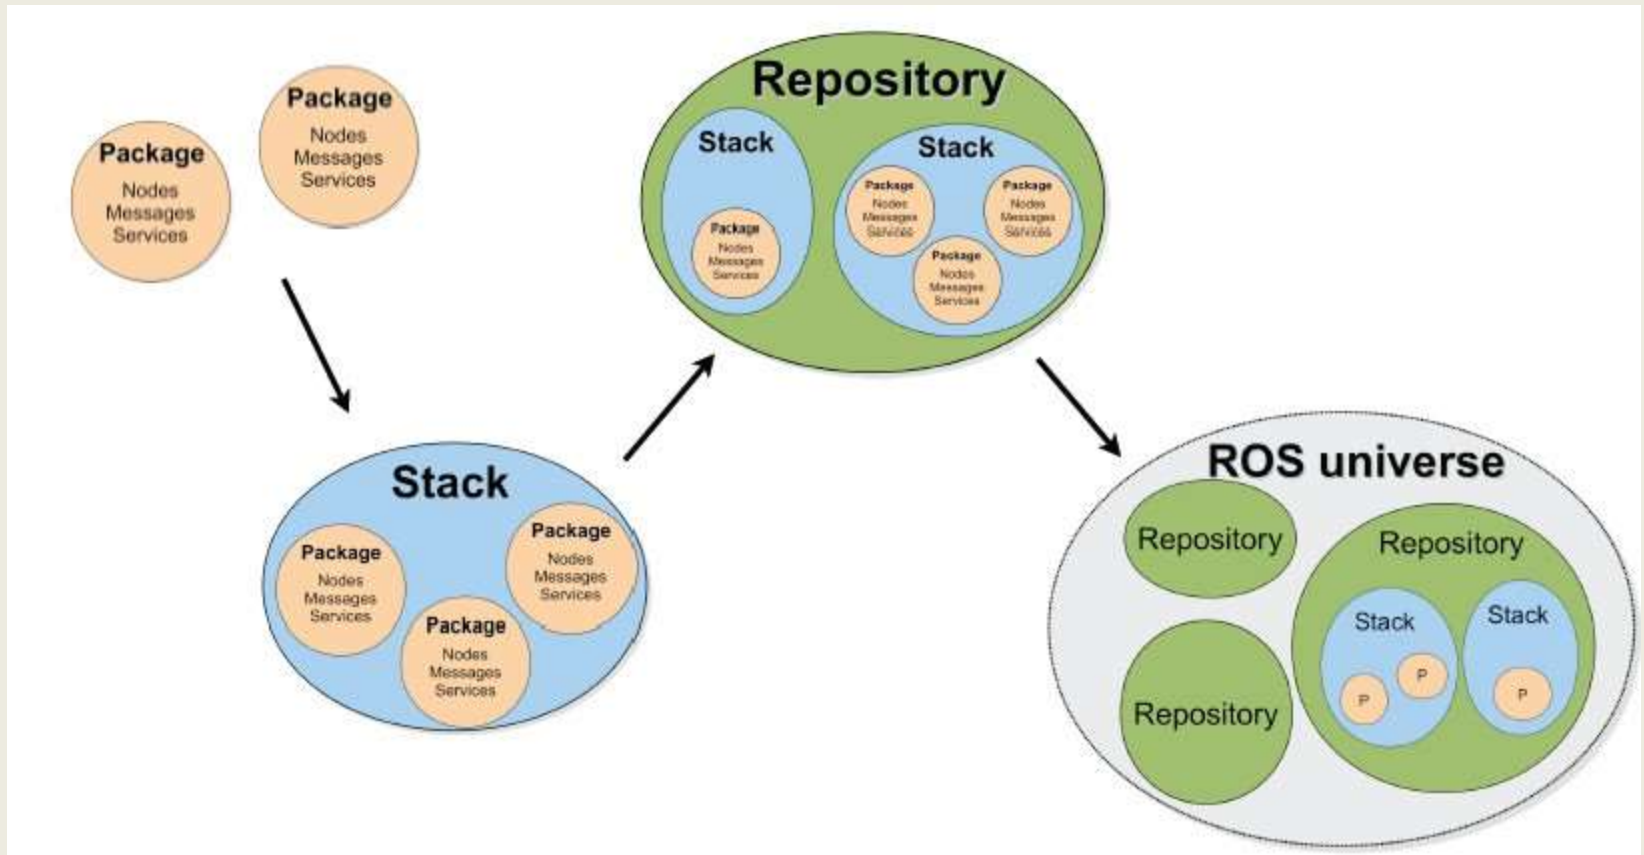 Package
Nodes
Messages
Services
Package
Nodes
Messages
Services
Stack
Package
Nodes
Messages
Services
Package
Nodes
Messages
Services
Package
Nodes
Messages
Services
Repository
Stack
Package
Nodes
Messages
Services
Stack
Package
Nodes
Messages
Services
Package
Nodes
Messages
Services
Package
Nodes
Messages
Services
ROS universe
Repository
Repository
Repository
Stack
P
P
Stack
P